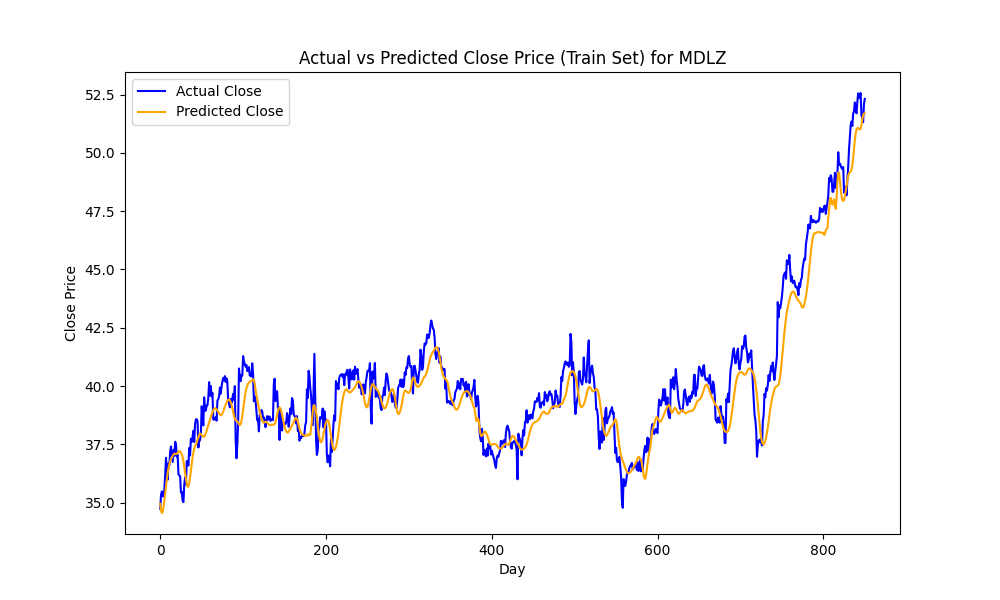 Actual vs Predicted Close Price (Train Set) for MDLZ
Actual Close
Predicted Close
52.5
50.0
47.5
45.0
42.5
40.0
37.5
35.0
Close Price
0
200
400
600
800
Day